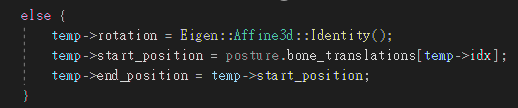 else {
temp->rotation = Eigen::Affine3d::Identity();
temp->start_position = posture.bone_translations[temp->idx];
temp->end_position = temp->start_position;
}